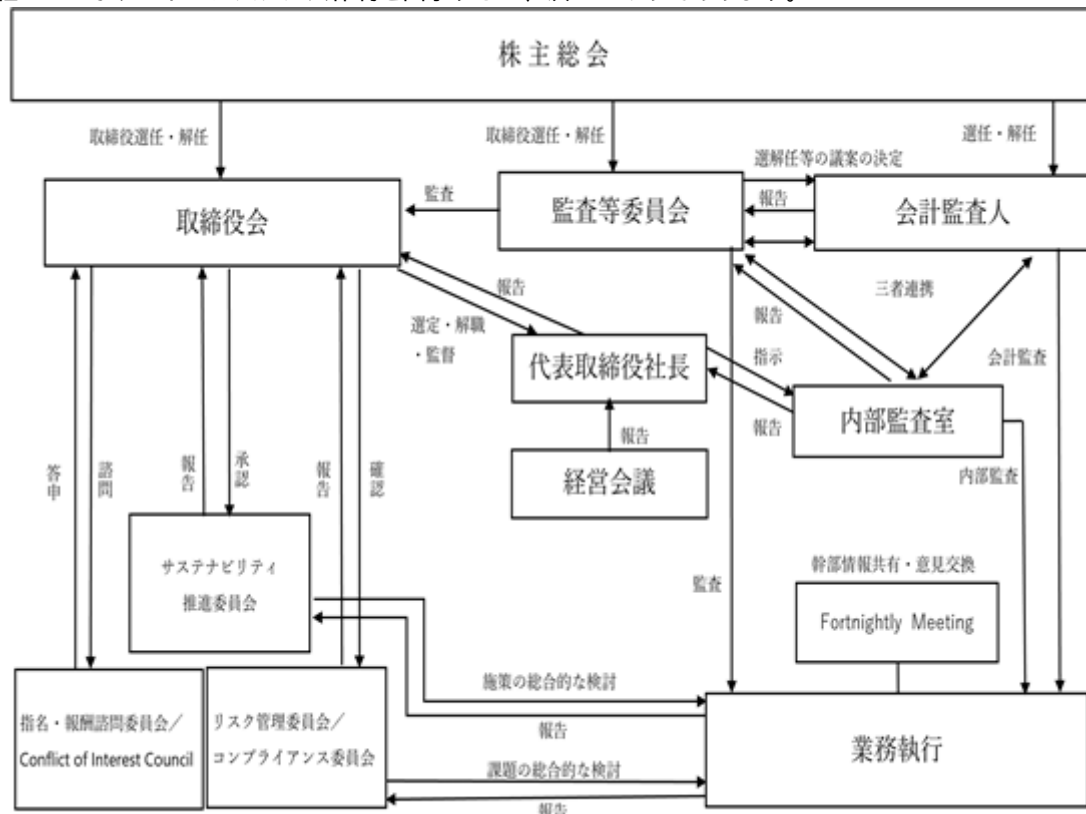 株主総会
取締役選任・解任
取締役選任・解任
選任・解任
選解任等の議案の決定
監査
報告
取締役会
監査等委員会
会計監査人
報告
選定・解職
・監督
報告
三者連携
代表取締役社長
指示
会計監査
報告
内部監査室
報告
経営会議
内部監査
答申
諮問
報告
承認
報告
確認
サステナビリティ
推進委員会
監査
幹部情報共有・意見交換
Fortnightly Meeting
施策の総合的な検討
報告
指名・報酬諮問委員会／
Conflict of Interest Council
リスク管理委員会／
コンプライアンス委員会
課題の総合的な検討
報告
業務執行